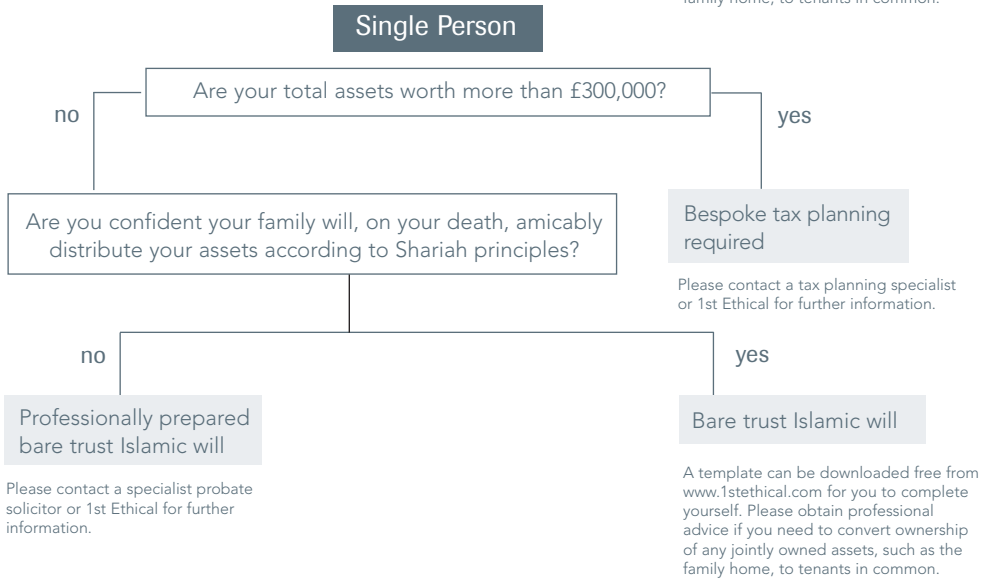 family home, to tenants in common.
Single Person
Are your total assets worth more than £300,000?
no
yes
Are you confident your family will, on your death, amicably
distribute your assets according to Shariah principles?
Bespoke tax planning
required
Please contact a tax planning specialist
or 1st Ethical for further information.
no
yes
Professionally prepared
bare trust Islamic will
Please contact a specialist probate
solicitor or 1st Ethical for further
information.
Bare trust Islamic will
A template can be downloaded free from
www.1stethical.com for you to complete
yourself. Please obtain professional
advice if you need to convert ownership
of any jointly owned assets, such as the
family home, to tenants in common.